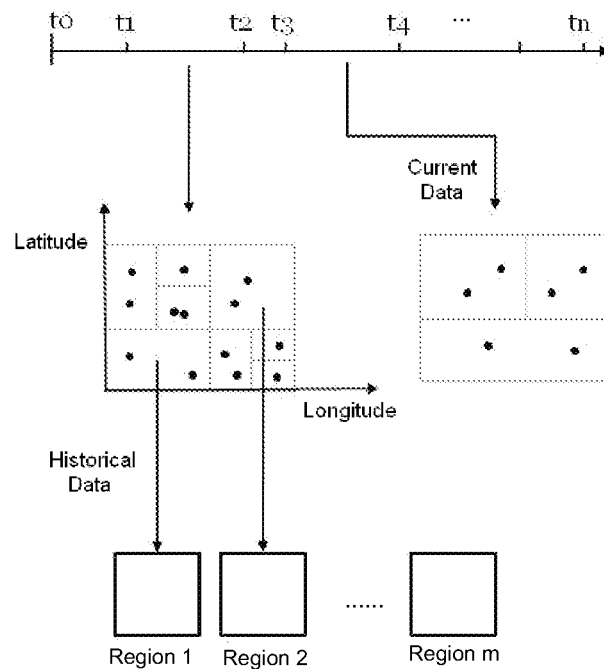 t0 t1 t2 t3 t4 ... tn
Current
Data
Latitude
Longitude
Historical
Data
......
Region 1 Region 2 Region m